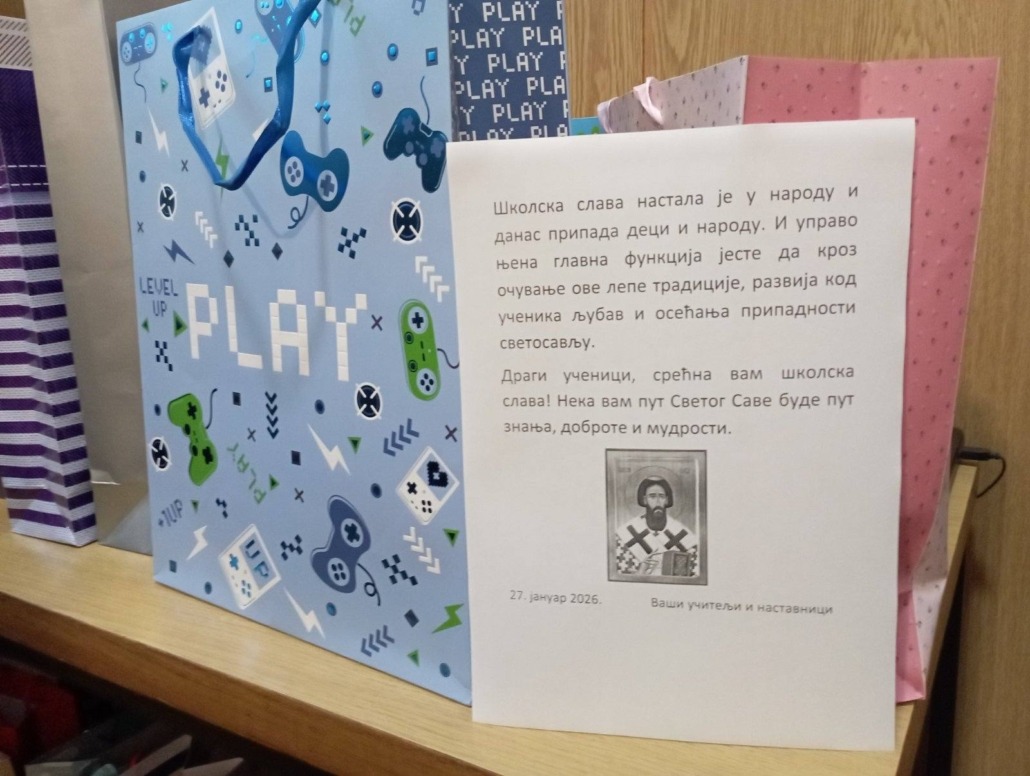 PLAY
Y PLAY
PLAY PLA
Y PLAY
PLAY PLA
Y PLAY P
PLAY PLA
LEVEL
UP
PLAY
PLAY
+1UP
UP
Школска слава настала је у народу и
данас припада деци и народу. И управо
њена главна функција јесте да кроз
очување ове лепе традиције, развија код
ученика љубав и осећања припадности
светосављу.
Драги ученици, срећна вам школска
слава! Нека вам пут Светог Саве буде пут
знања, доброте и мудрости.
27. јануар 2026.
Ваши учитељи и наставници